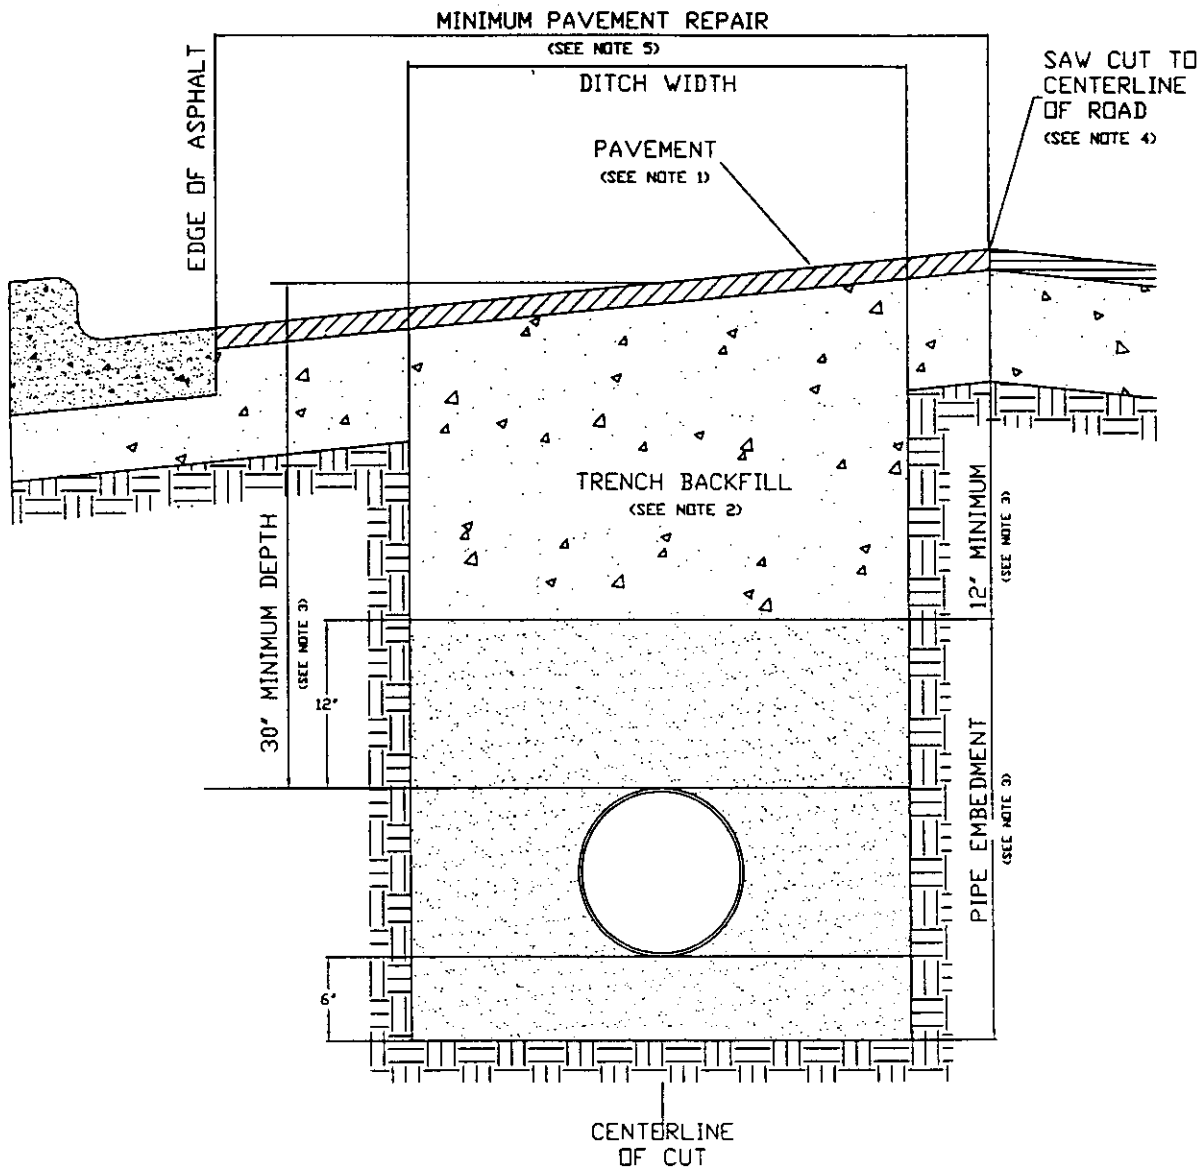 MINIMUM PAVEMENT REPAIR
(SEE NOTE 5)
DITCH WIDTH
EDGE OF ASPHALT
SAW CUT TO
CENTERLINE
OF ROAD
(SEE NOTE 4)
PAVEMENT
(SEE NOTE 1)
TRENCH BACKFILL
(SEE NOTE 2)
30" MINIMUM DEPTH
(SEE NOTE 3)
12" MINIMUM
(SEE NOTE 3)
12"
PIPE EMBEDMENT
(SEE NOTE 3)
6"
CENTERLINE
OF CUT